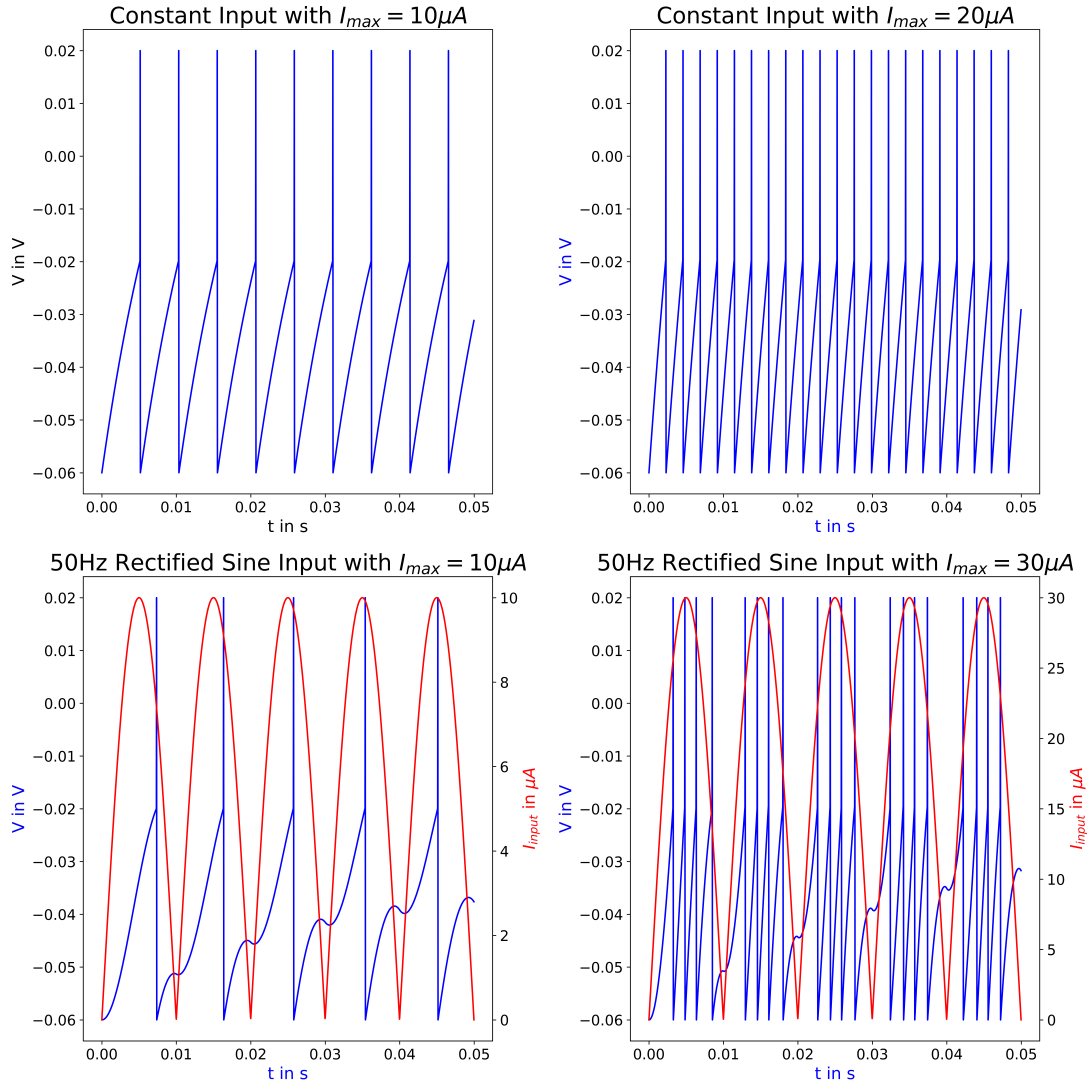 Constant Input with I_max = 10μA
0.02
0.01
0.00
−0.01
−0.02
−0.03
−0.04
−0.05
−0.06
V in V
0.00 0.01 0.02 0.03 0.04 0.05
t in s
Constant Input with I_max = 20μA
0.02
0.01
0.00
−0.01
−0.02
−0.03
−0.04
−0.05
−0.06
V in V
0.00 0.01 0.02 0.03 0.04 0.05
t in s
50Hz Rectified Sine Input with I_max = 10μA
0.02
0.01
0.00
−0.01
−0.02
−0.03
−0.04
−0.05
−0.06
V in V
0.00 0.01 0.02 0.03 0.04 0.05
t in s
10
8
6
4
2
0
I_input in μA
50Hz Rectified Sine Input with I_max = 30μA
0.02
0.01
0.00
−0.01
−0.02
−0.03
−0.04
−0.05
−0.06
V in V
0.00 0.01 0.02 0.03 0.04 0.05
t in s
30
25
20
15
10
5
0
I_input in μA